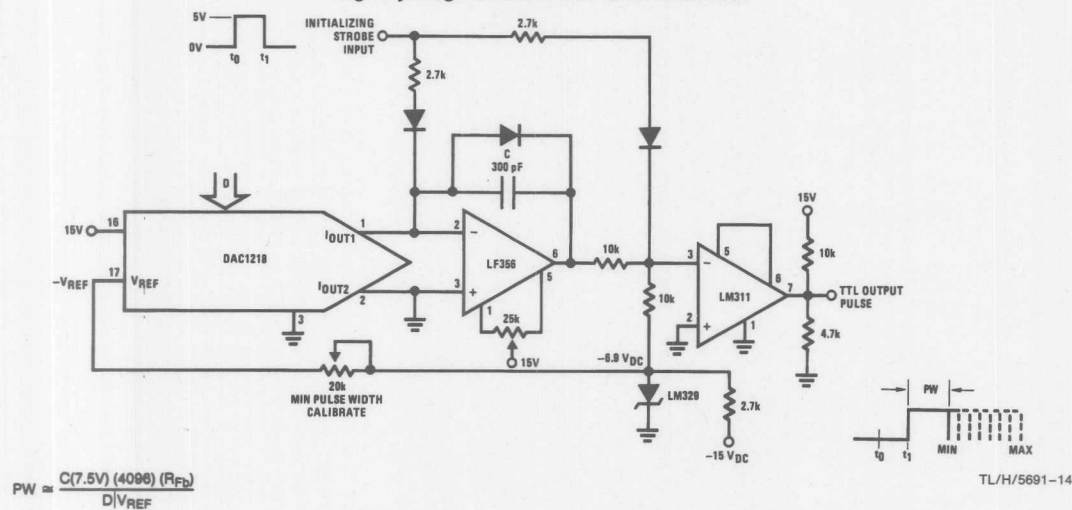 5V
0V
t0
t1
INITIALIZING
STROBE
INPUT
2.7k
2.7k
C
300 pF
D
15V
16
DAC1218
IOUT1
1
2
-
LF356
6
5
10k
3
-
5
6
LM311
7
15V
10k
TTL OUTPUT
PULSE
-VREF
17
VREF
IOUT2
2
3
+
1
25k
10k
2
+
1
4.7k
3
15V
-6.9 VDC
20k
MIN PULSE WIDTH
CALIBRATE
LM329
2.7k
-15 VDC
PW
t0
t1
MIN
MAX
PW ≅ C(7.5V) (4096) (RFb)
D|VREF
TL/H/5691-14